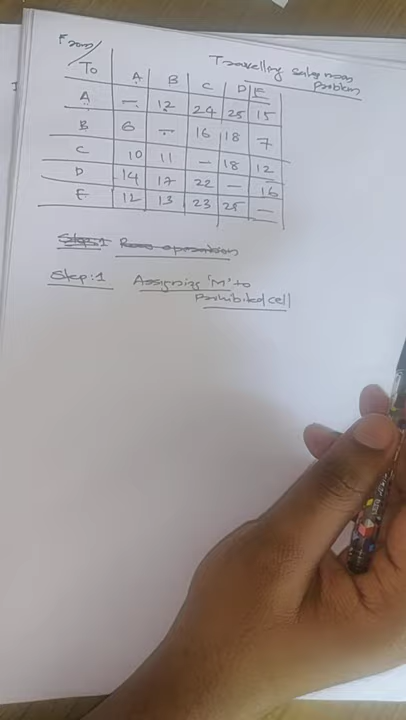 From/
To
Travelling salesman
problem
A B C D E
A — 12 24 25 15
B 6 — 16 18 7
C 10 11 — 18 12
D 14 17 22 — 16
E 12 13 23 25 —
Step:1 Row operation
Step:1 Assigning 'M' to
Prohibited cell